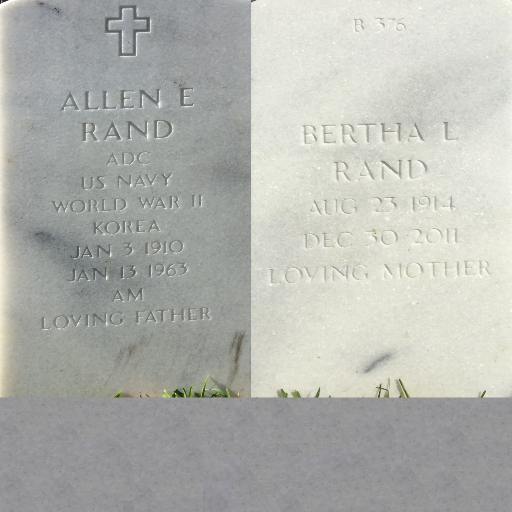 ALLEN E
RAND
ADC
US NAVY
WORLD WAR II
KOREA
JAN 3 1910
JAN 13 1963
AM
LOVING FATHER
B 376
BERTHA L
RAND
AUG 23 1914
DEC 30 2011
LOVING MOTHER